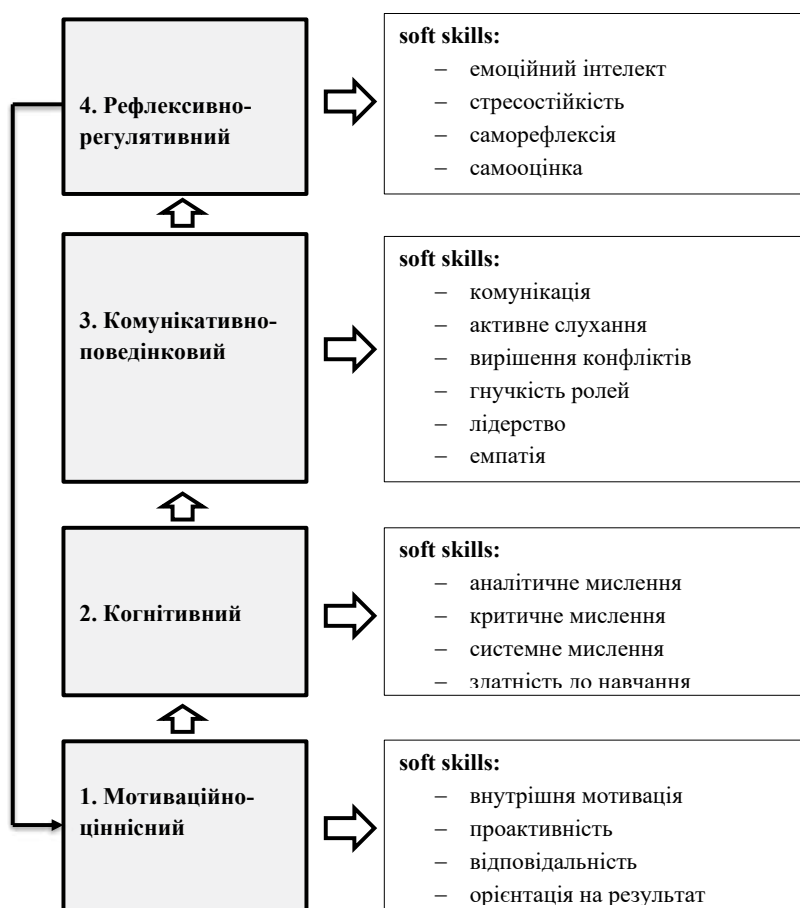 4. Рефлексивно-
регулятивний
soft skills:
– емоційний інтелект
– стресостійкість
– саморефлексія
– самооцінка
3. Комунікативно-
поведінковий
soft skills:
– комунікація
– активне слухання
– вирішення конфліктів
– гнучкість ролей
– лідерство
– емпатія
2. Когнітивний
soft skills:
– аналітичне мислення
– критичне мислення
– системне мислення
– здатність до навчання
1. Мотиваційно-
ціннісний
soft skills:
– внутрішня мотивація
– проактивність
– відповідальність
– орієнтація на результат